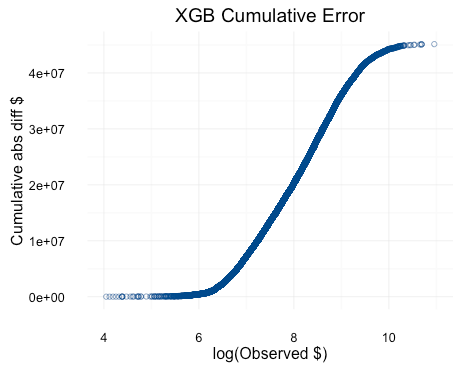 XGB Cumulative Error
Cumulative abs diff $
4e+07
3e+07
2e+07
1e+07
0e+00
4 6 8 10
log(Observed $)